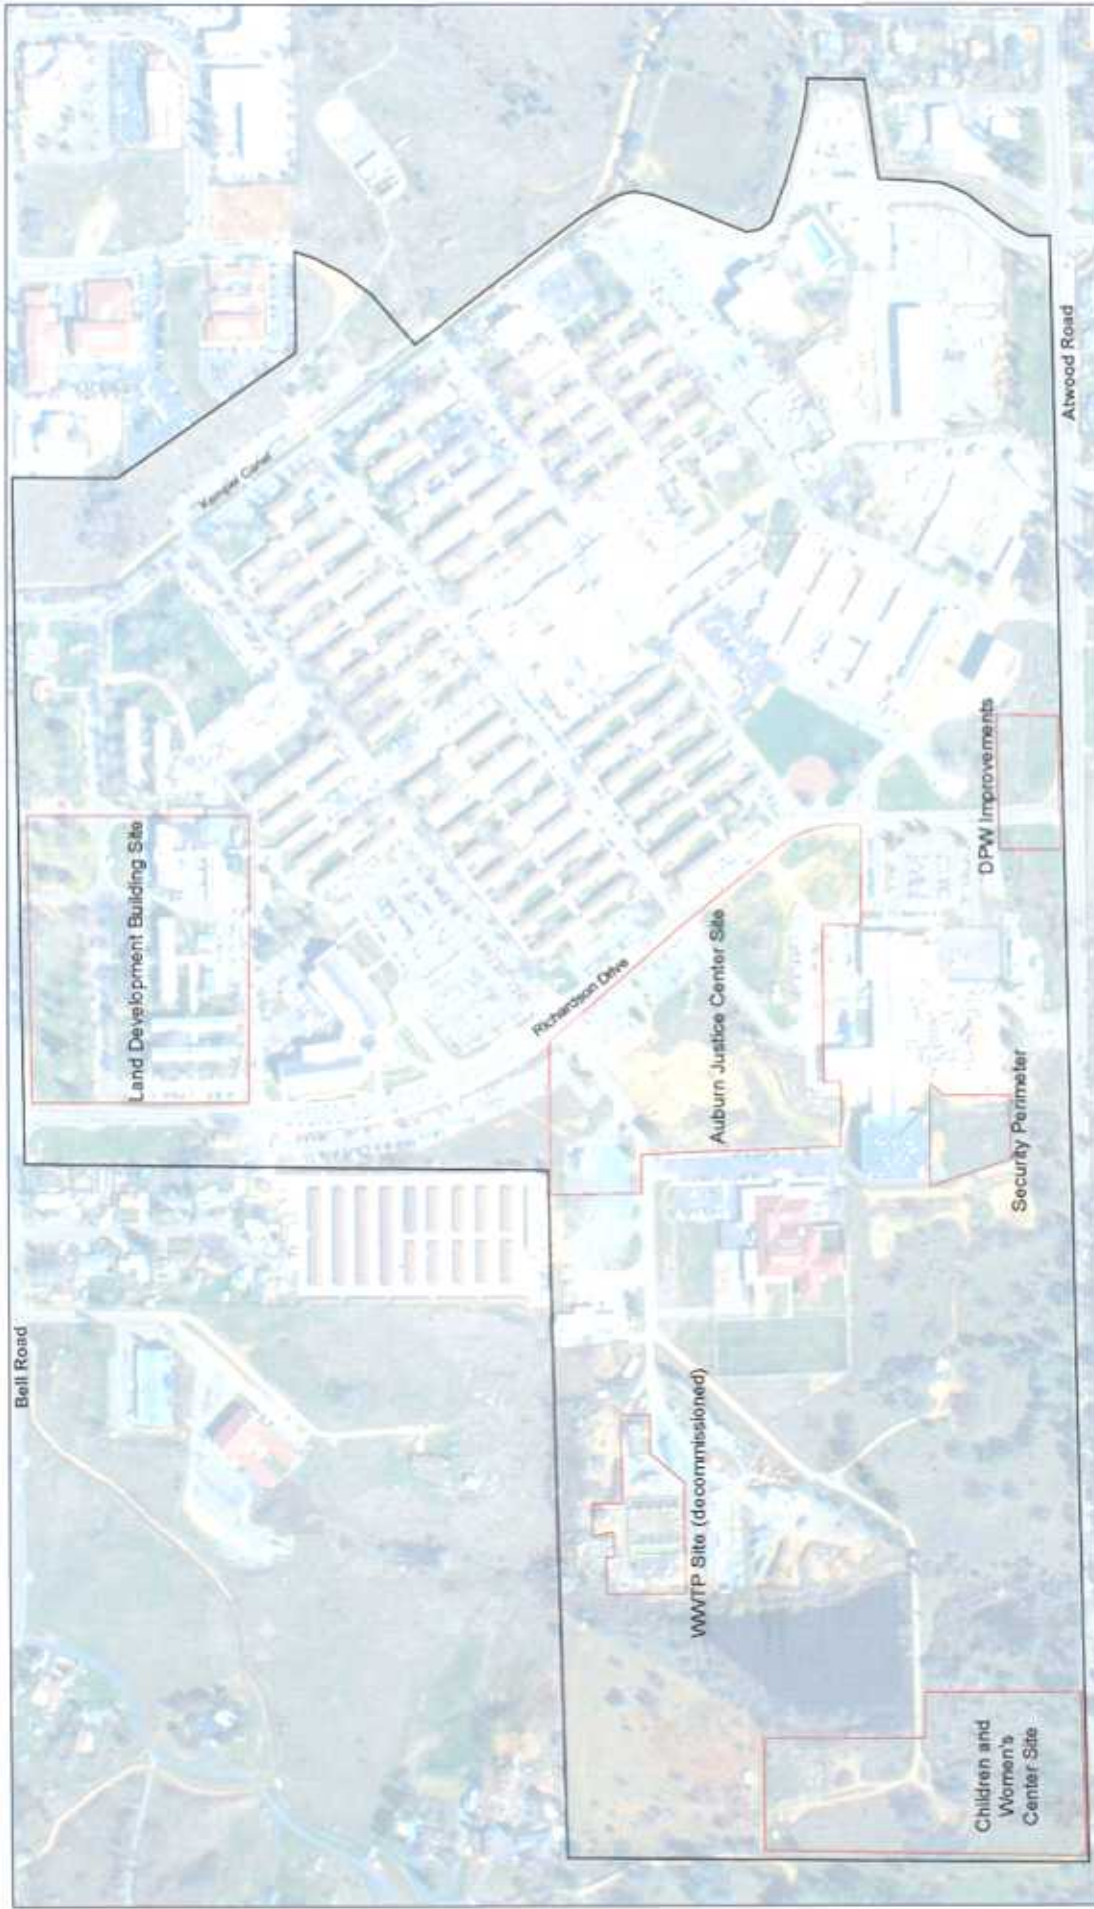 Bell Road
Kemper Canal
Land Development Building Site
Richardson Drive
Auburn Justice Center Site
DPW Improvements
Atwood Road
Security Perimeter
WWTP Site (decommissioned)
Children and
Women's
Center Site